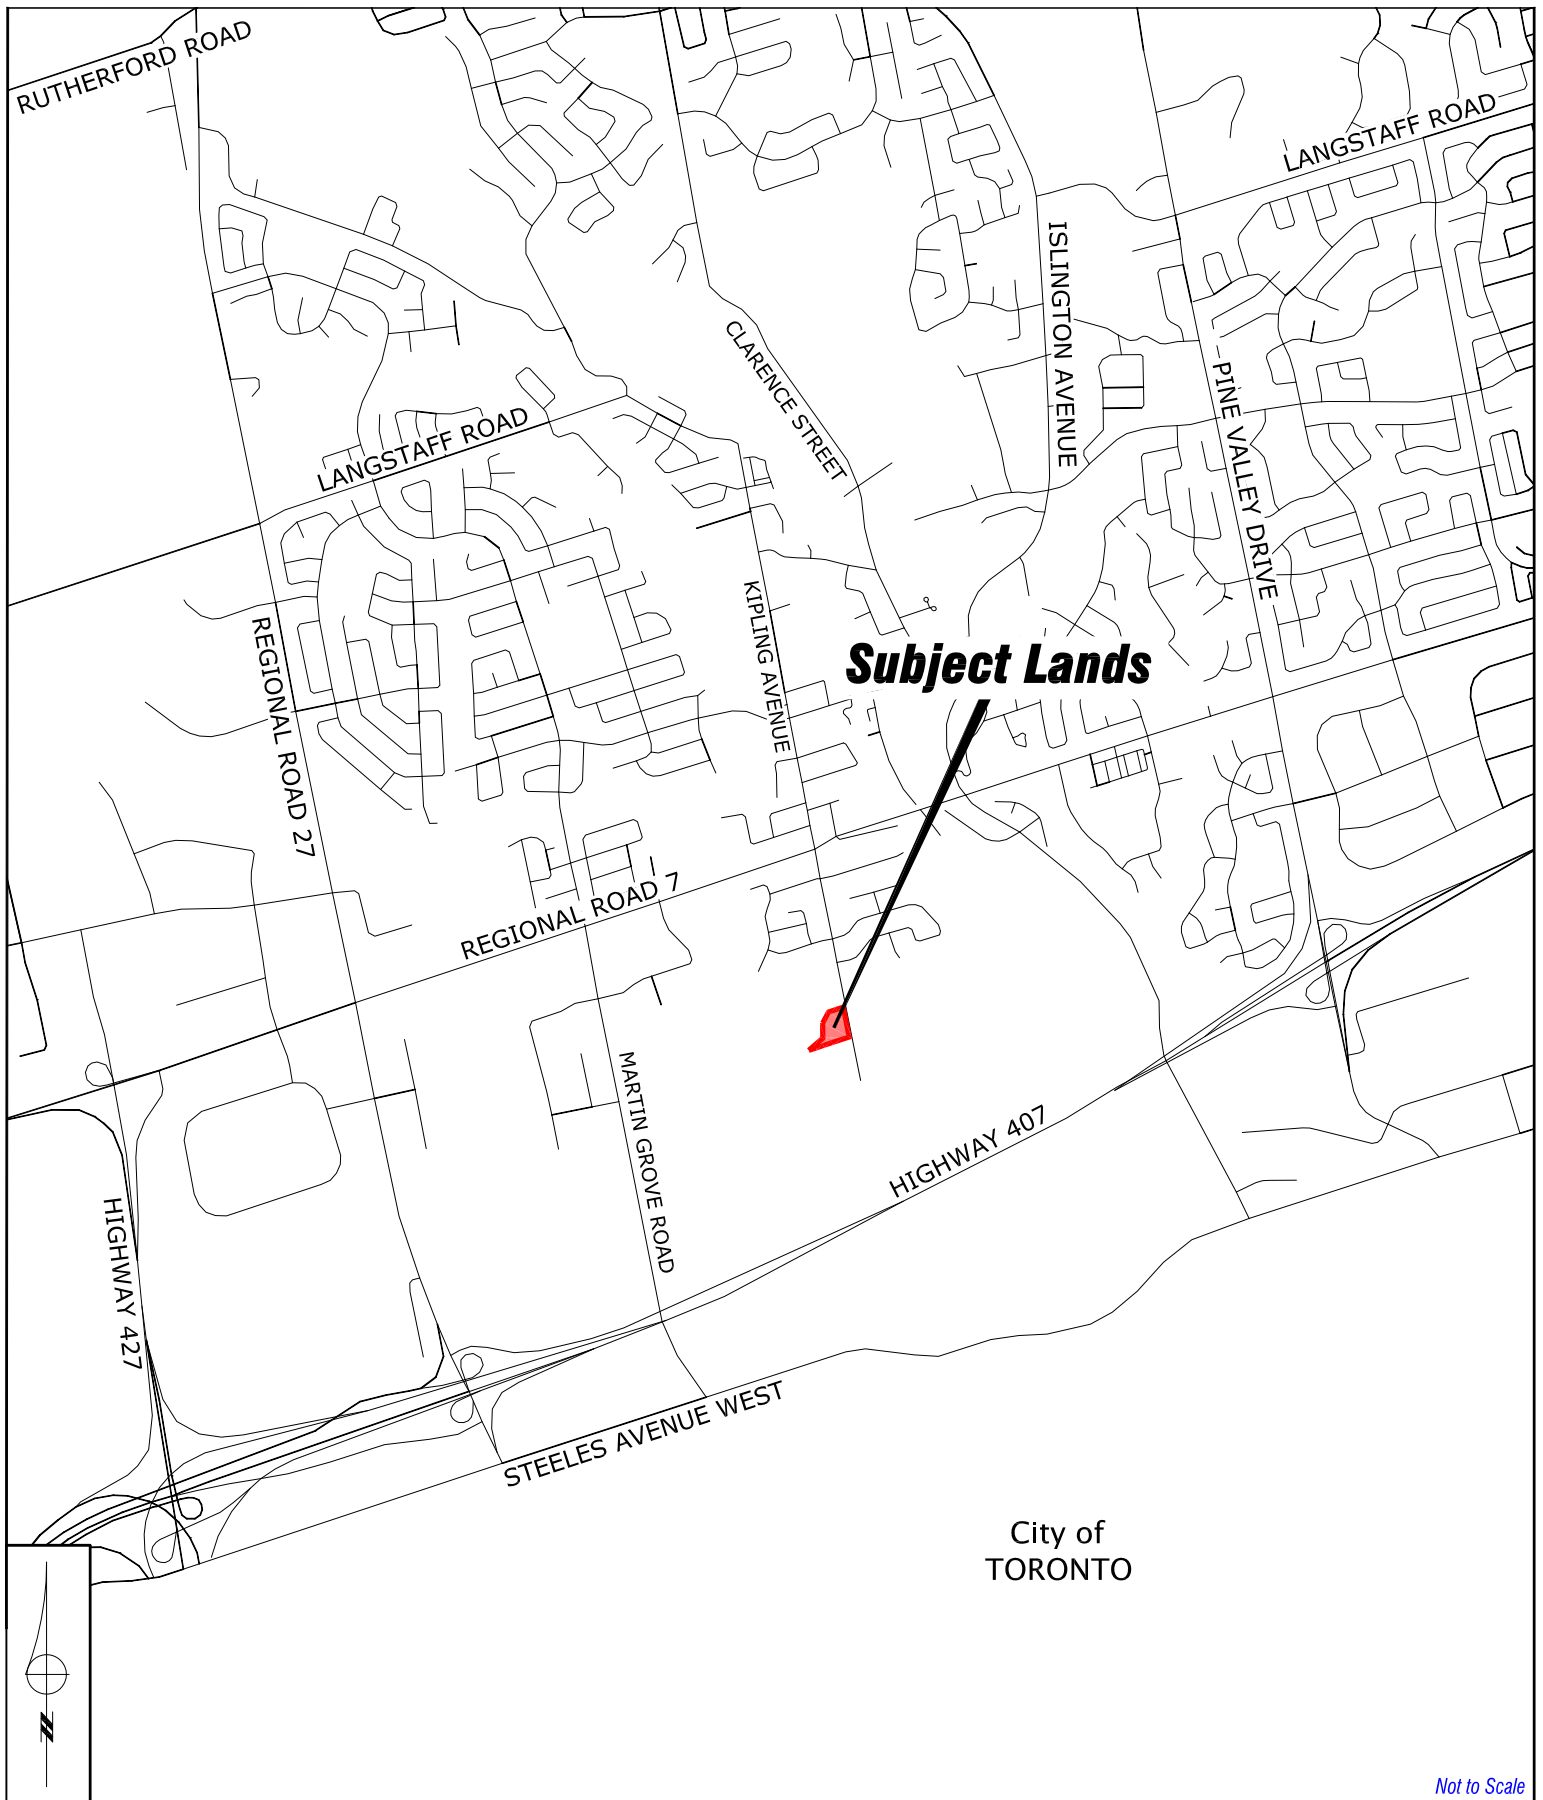 RUTHERFORD ROAD
LANGSTAFF ROAD
ISLINGTON AVENUE
CLARENCE STREET
PINE VALLEY DRIVE
LANGSTAFF ROAD
KIPLING AVENUE
REGIONAL ROAD 27
Subject Lands
REGIONAL ROAD 7
MARTIN GROVE ROAD
HIGHWAY 407
HIGHWAY 427
STEELES AVENUE WEST
City of
TORONTO
N
Not to Scale